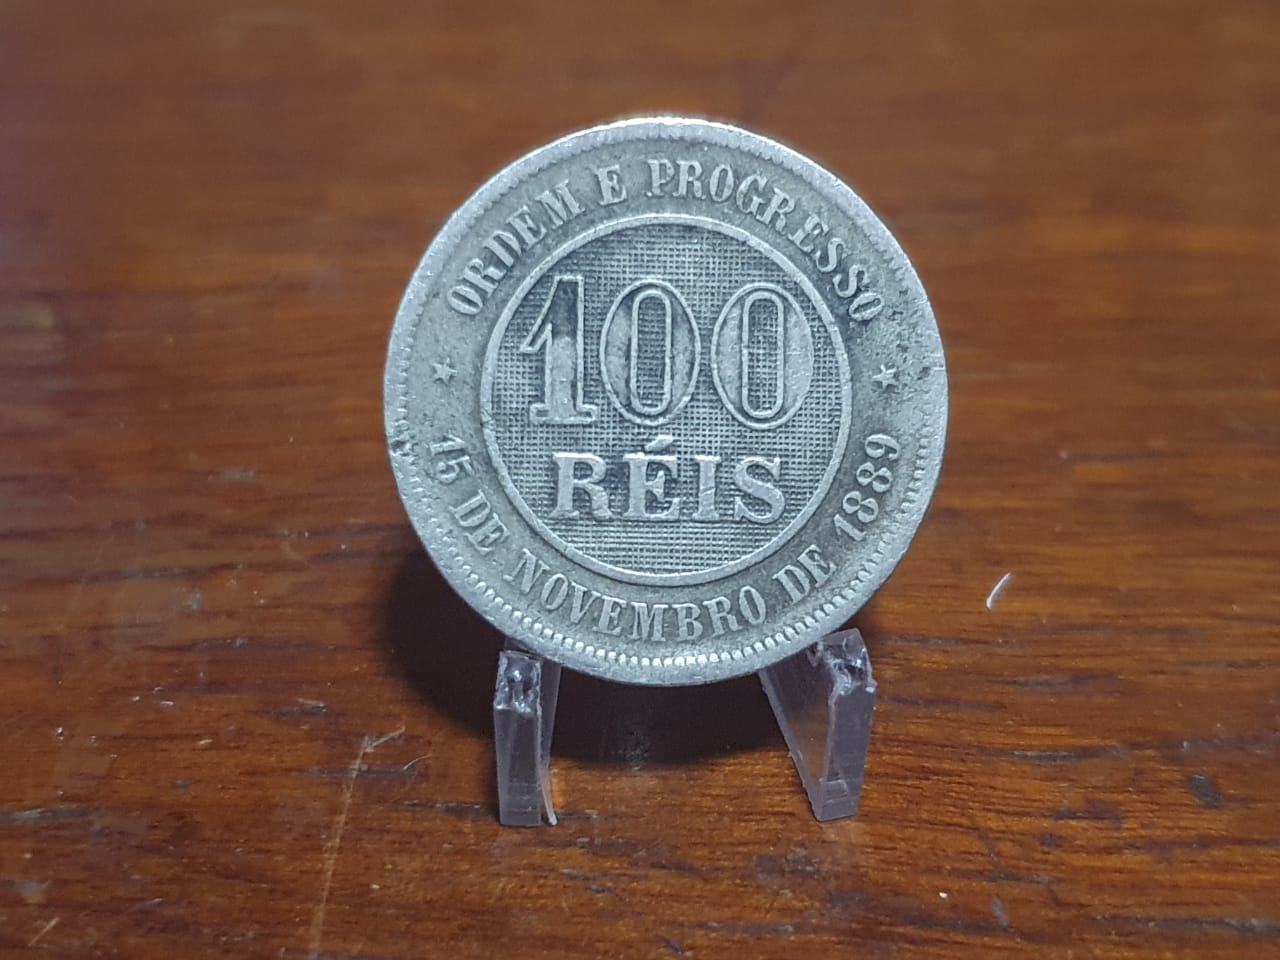 ORDEM E PROGRESSO
100
RÉIS
15 DE NOVEMBRO DE 1889